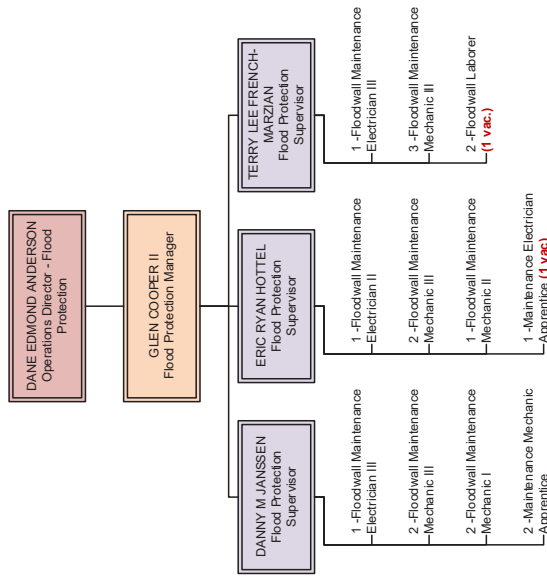 DANE EDMOND ANDERSON
Operations Director - Flood
Protection
GLEN COOPER II
Flood Protection Manager
DANNY M JANSSEN
Flood Protection
Supervisor
1 -Floodwall Maintenance
Electrician III
2 -Floodwall Maintenance
Mechanic III
2 -Floodwall Maintenance
Mechanic I
2 -Maintenance Mechanic
Apprentice
ERIC RYAN HOTTEL
Flood Protection
Supervisor
1 -Floodwall Maintenance
Electrician II
2 -Floodwall Maintenance
Mechanic III
1 -Floodwall Maintenance
Mechanic II
1 -Maintenance Electrician
Apprentice (1 vac)
TERRY LEE FRENCH-
MARZIAN
Flood Protection
Supervisor
1 -Floodwall Maintenance
Electrician III
3 -Floodwall Maintenance
Mechanic III
2 -Floodwall Laborer
(1 vac.)